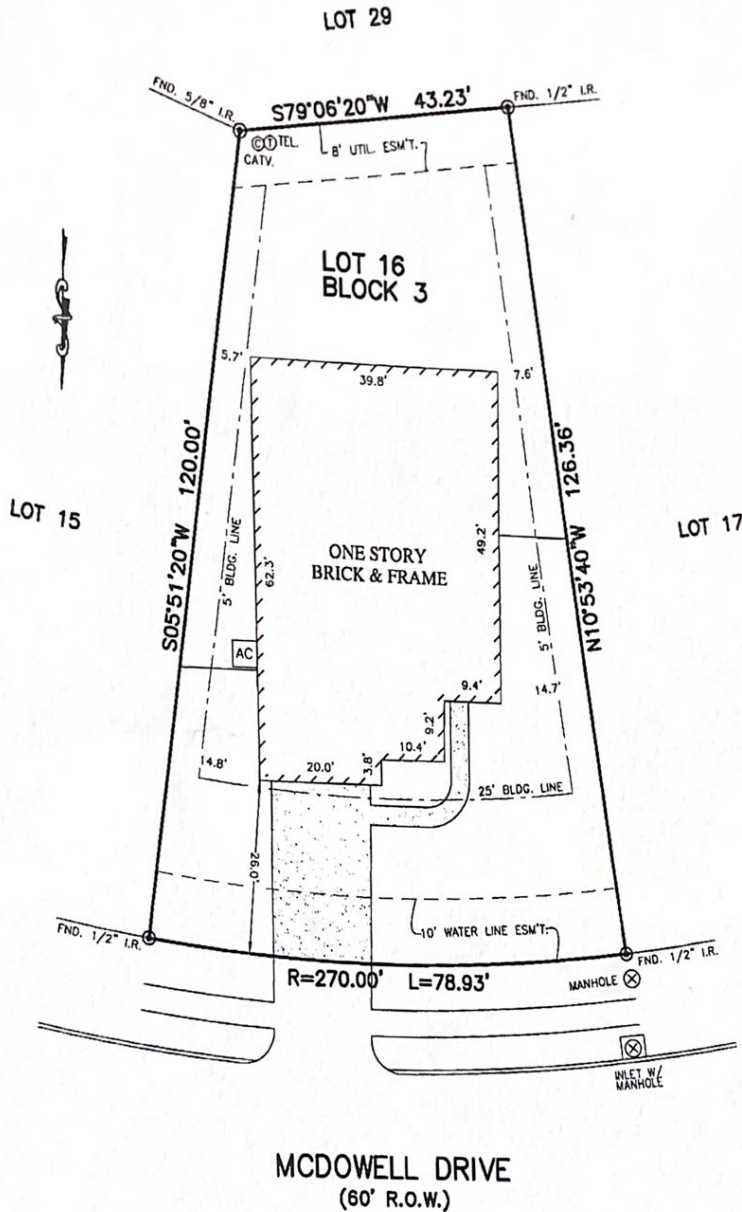 LOT 29
FND. 5/8" I.R.
S79°06'20"W 43.23'
FND. 1/2" I.R.
C T TEL.
CATV.
8' UTIL. ESM'T.
LOT 16
BLOCK 3
5.7'
39.8'
7.6'
S05°51'20"W 120.00'
N10°53'40"W 126.36'
LOT 15
LOT 17
5' BLDG. LINE
62.3'
ONE STORY
BRICK & FRAME
49.2'
5' BLDG. LINE
AC
9.4'
14.7'
9.2'
10.4'
3.8'
20.0'
14.8'
25' BLDG. LINE
26.0'
10' WATER LINE ESM'T.
FND. 1/2" I.R.
R=270.00' L=78.93'
FND. 1/2" I.R.
MANHOLE
INLET W/
MANHOLE
MCDOWELL DRIVE
(60' R.O.W.)